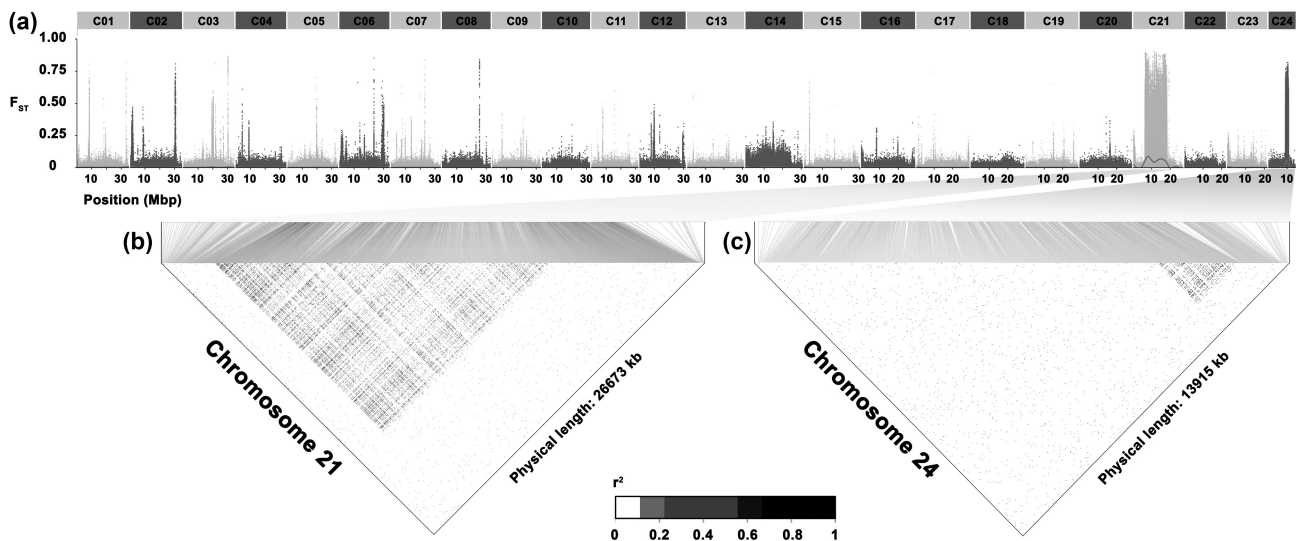 (a)
C01 C02 C03 C04 C05 C06 C07 C08 C09 C10 C11 C12 C13 C14 C15 C16 C17 C18 C19 C20 C21 C22 C23 C24
1.00
0.75
F_ST 0.50
0.25
0
10 30 10 30 10 30 10 30 10 30 10 30 10 30 10 30 10 30 10 30 10 30 10 30 10 30 10 30 10 30 10 20 10 20 10 20 10 20 10 20 10 20 10 20 10 20 10
Position (Mbp)
(b)
Chromosome 21
Physical length: 26673 kb
(c)
Chromosome 24
Physical length: 13915 kb
r²
0 0.2 0.4 0.6 0.8 1